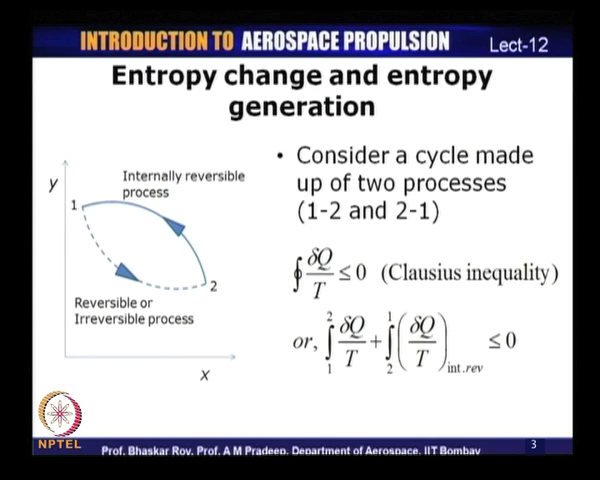 INTRODUCTION TO AEROSPACE PROPULSION Lect-12
Entropy change and entropy
generation
y
Internally reversible
process
1
2
Reversible or
Irreversible process
x
• Consider a cycle made
up of two processes
(1-2 and 2-1)
∮ δQ/T ≤ 0 (Clausius inequality)
or, ∫₁² δQ/T + ∫₂¹ (δQ/T)int.rev ≤ 0
NPTEL
Prof. Bhaskar Roy, Prof. A M Pradeep, Department of Aerospace, IIT Bombay
3